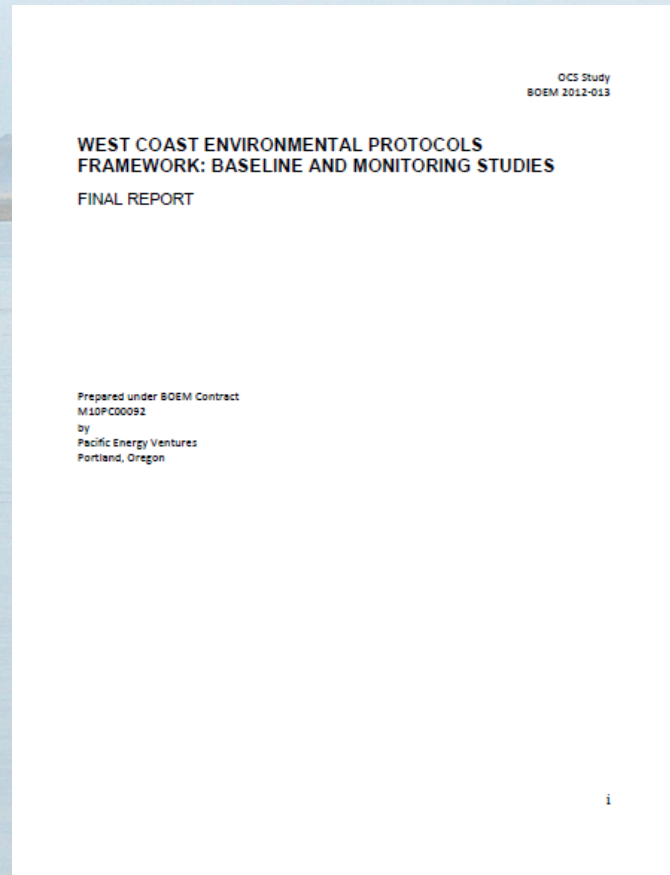 OCS Study
BOEM 2012-013
WEST COAST ENVIRONMENTAL PROTOCOLS
FRAMEWORK: BASELINE AND MONITORING STUDIES
FINAL REPORT
Prepared under BOEM Contract
M10PC00092
by
Pacific Energy Ventures
Portland, Oregon
i